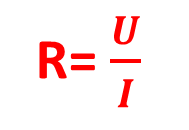 R= U/I